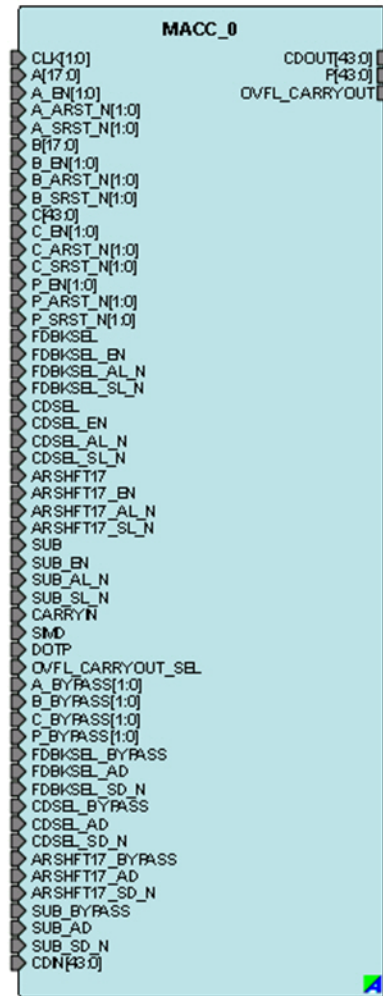 MACC_0
CLK[1:0]
A[17:0]
A_EN[1:0]
A_ARST_N[1:0]
A_SRST_N[1:0]
B[17:0]
B_EN[1:0]
B_ARST_N[1:0]
B_SRST_N[1:0]
C[43:0]
C_EN[1:0]
C_ARST_N[1:0]
C_SRST_N[1:0]
P_EN[1:0]
P_ARST_N[1:0]
P_SRST_N[1:0]
FDBKSEL
FDBKSEL_EN
FDBKSEL_AL_N
FDBKSEL_SL_N
CDSEL
CDSEL_EN
CDSEL_AL_N
CDSEL_SL_N
ARSHFT17
ARSHFT17_EN
ARSHFT17_AL_N
ARSHFT17_SL_N
SUB
SUB_EN
SUB_AL_N
SUB_SL_N
CARRYIN
SIMD
DOTP
OVFL_CARRYOUT_SEL
A_BYPASS[1:0]
B_BYPASS[1:0]
C_BYPASS[1:0]
P_BYPASS[1:0]
FDBKSEL_BYPASS
FDBKSEL_AD
FDBKSEL_SD_N
CDSEL_BYPASS
CDSEL_AD
CDSEL_SD_N
ARSHFT17_BYPASS
ARSHFT17_AD
ARSHFT17_SD_N
SUB_BYPASS
SUB_AD
SUB_SD_N
CDIN[43:0]
CDOUT[43:0]
P[43:0]
OVFL_CARRYOUT
A